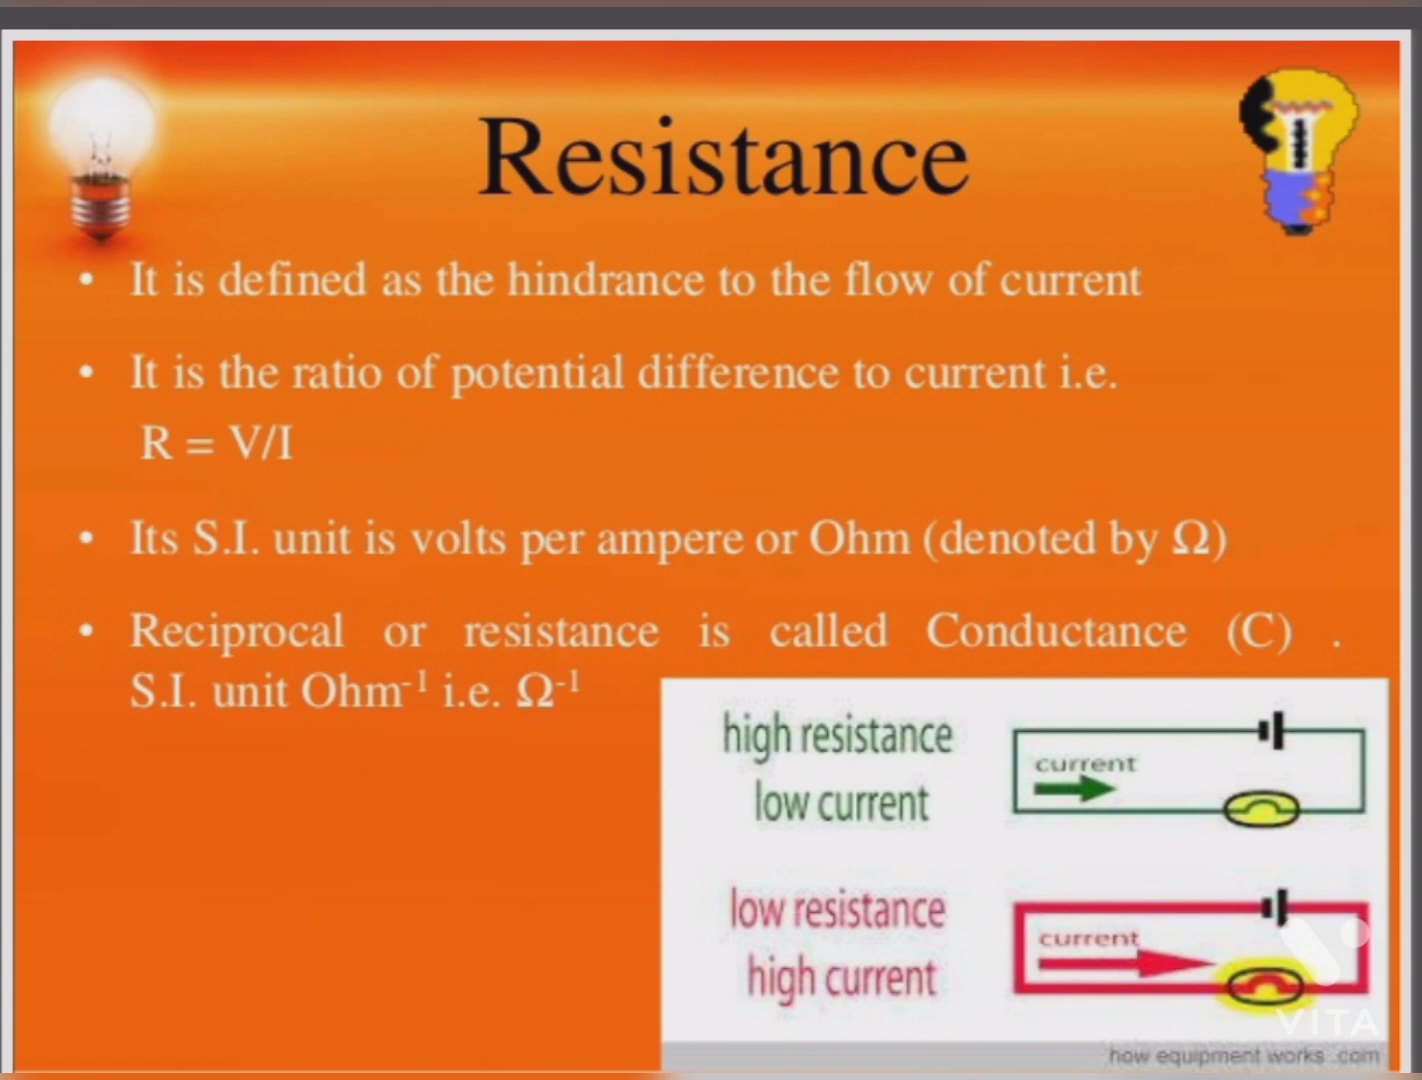 Resistance
• It is defined as the hindrance to the flow of current
• It is the ratio of potential difference to current i.e.
R = V/I
• Its S.I. unit is volts per ampere or Ohm (denoted by Ω)
• Reciprocal or resistance is called Conductance (C) .
S.I. unit Ohm⁻¹ i.e. Ω⁻¹
high resistance
low current
current
low resistance
high current
current
VITA
how equipment works .com